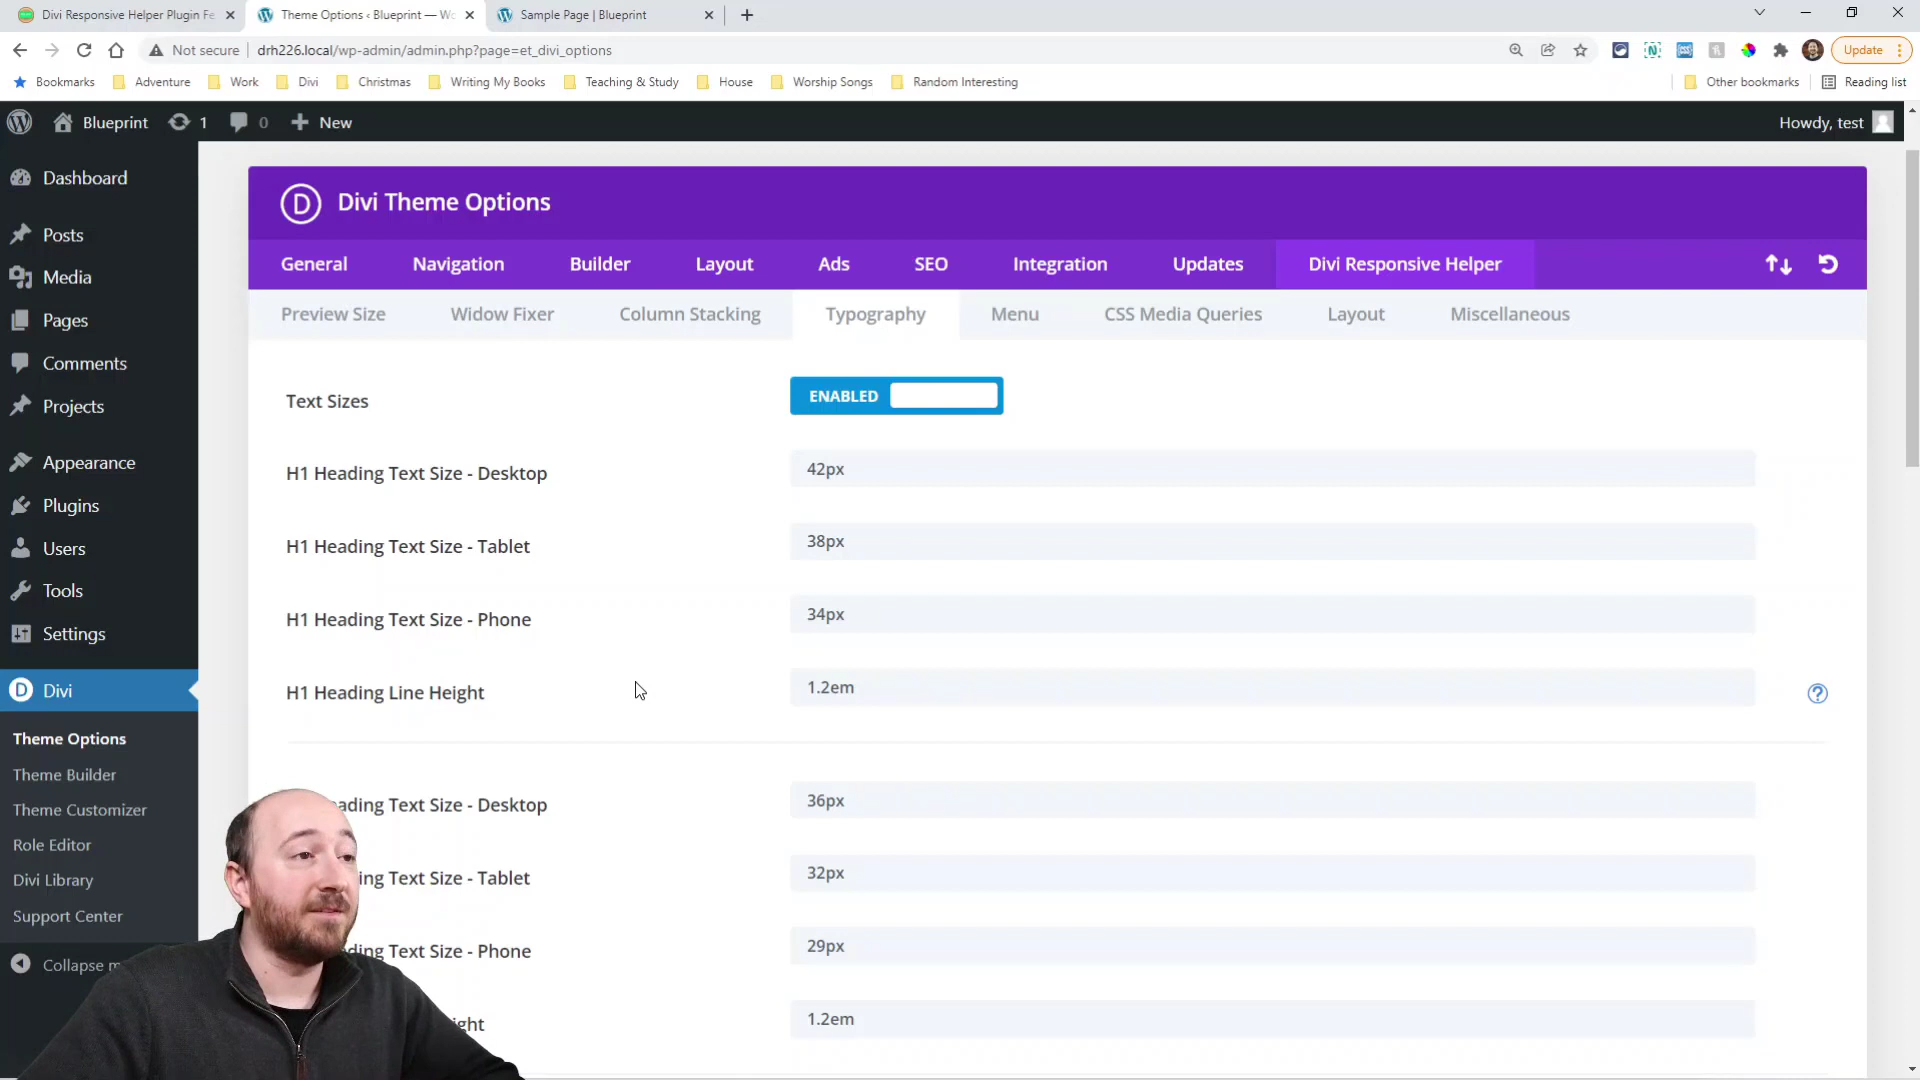 Divi Responsive Helper Plugin Fe
Theme Options ‹ Blueprint — Wo
Sample Page | Blueprint
Not secure
drh226.local/wp-admin/admin.php?page=et_divi_options
Update
Bookmarks
Adventure
Work
Divi
Christmas
Writing My Books
Teaching & Study
House
Worship Songs
Random Interesting
Other bookmarks
Reading list
Blueprint
1
0
New
Howdy, test
Dashboard
Posts
Media
Pages
Comments
Projects
Appearance
Plugins
Users
Tools
Settings
Divi
Theme Options
Theme Builder
Theme Customizer
Role Editor
Divi Library
Support Center
Collapse m
D
Divi Theme Options
General
Navigation
Builder
Layout
Ads
SEO
Integration
Updates
Divi Responsive Helper
Preview Size
Widow Fixer
Column Stacking
Typography
Menu
CSS Media Queries
Layout
Miscellaneous
Text Sizes
ENABLED
H1 Heading Text Size - Desktop
42px
H1 Heading Text Size - Tablet
38px
H1 Heading Text Size - Phone
34px
H1 Heading Line Height
1.2em
?
ading Text Size - Desktop
36px
ing Text Size - Tablet
32px
ing Text Size - Phone
29px
ight
1.2em